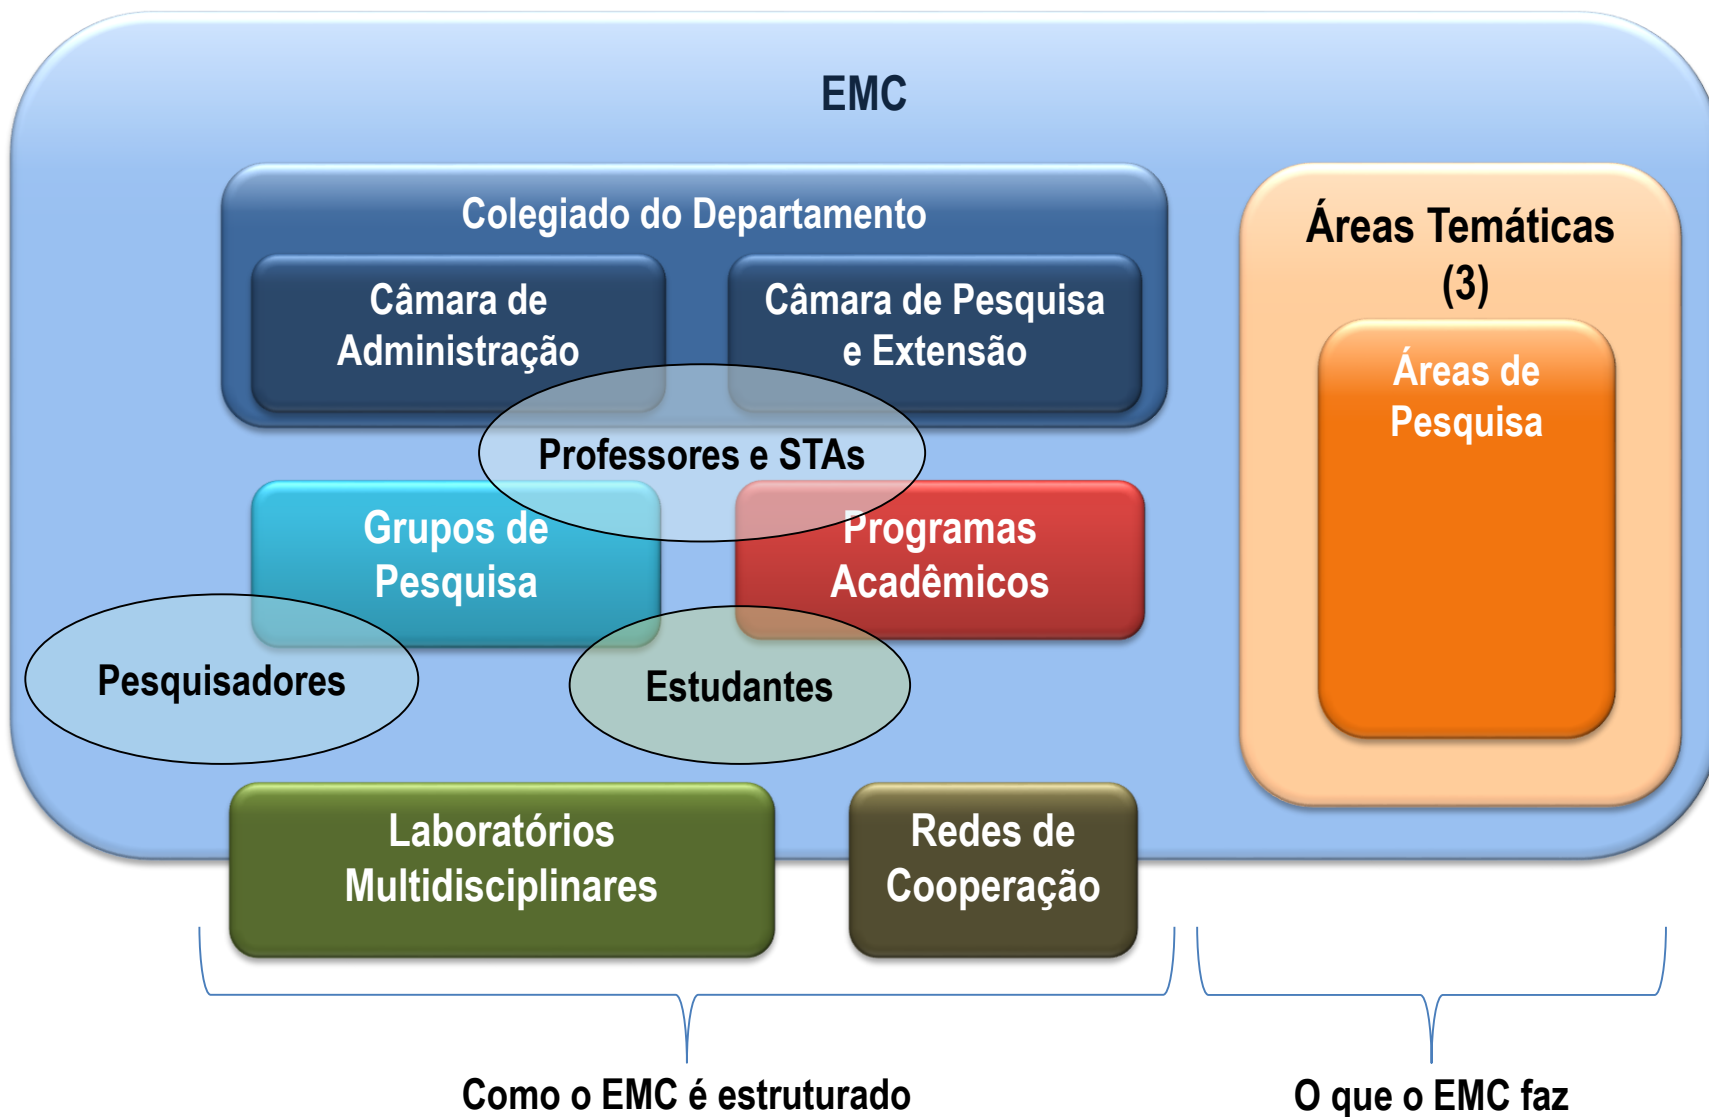 EMC
Colegiado do Departamento
Câmara de
Administração
Câmara de Pesquisa
e Extensão
Professores e STAs
Grupos de
Pesquisa
Programas
Acadêmicos
Pesquisadores
Estudantes
Laboratórios
Multidisciplinares
Redes de
Cooperação
Áreas Temáticas
(3)
Áreas de
Pesquisa
Como o EMC é estruturado
O que o EMC faz